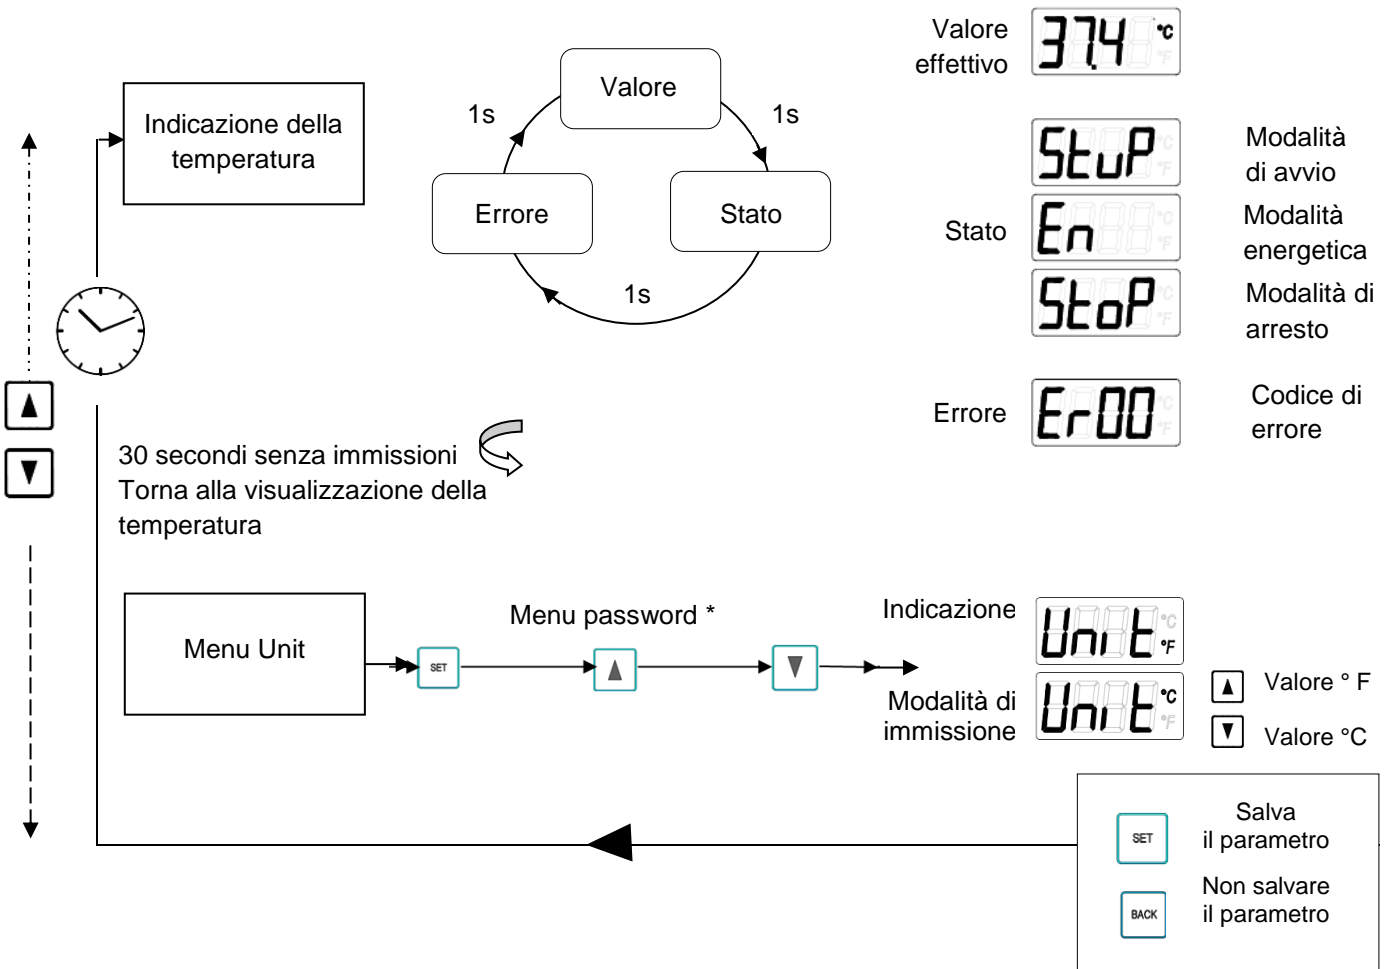 Valore
effettivo
37.4 °C °F
Indicazione della
temperatura
Valore
1s
1s
Errore
Stato
1s
Stato
StuP °C °F
Modalità
di avvio
En °C °F
Modalità
energetica
StoP °C °F
Modalità di
arresto
Errore
Er00 °C °F
Codice di
errore
30 secondi senza immissioni
Torna alla visualizzazione della
temperatura
Menu Unit
SET
Menu password *
Indicazione
Unit °C °F
Modalità di
immissione
Unit °C °F
Valore ° F
Valore °C
SET
Salva
il parametro
BACK
Non salvare
il parametro